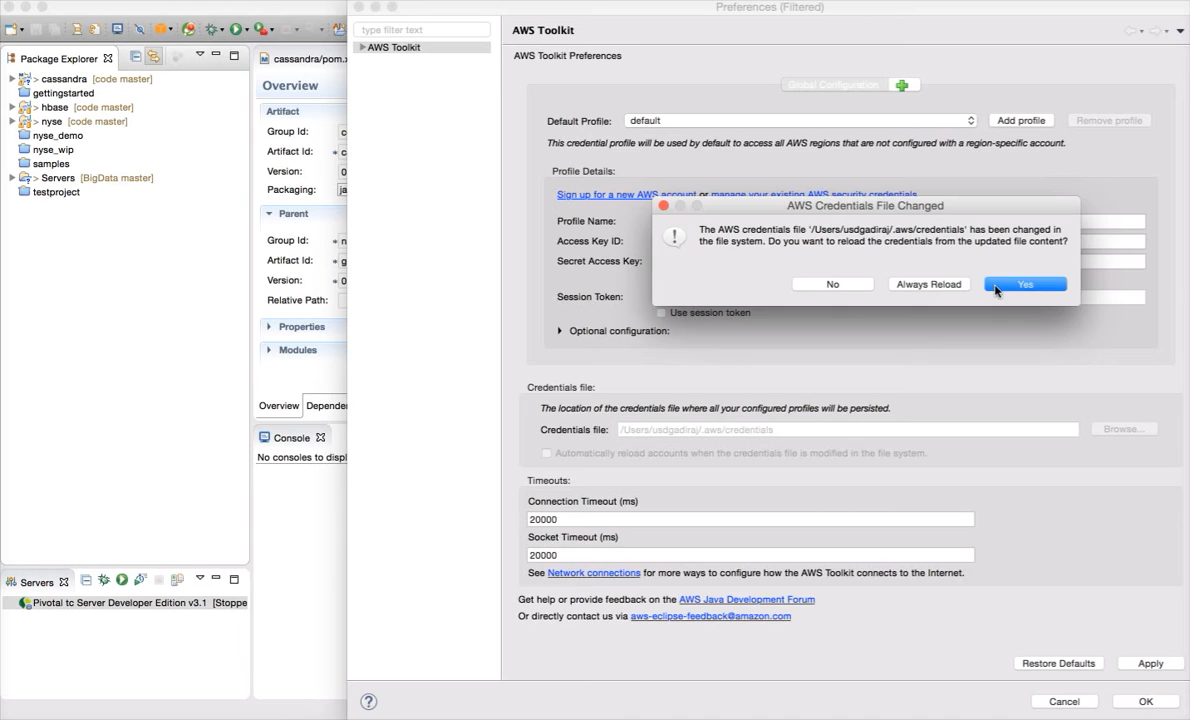 Preferences (Filtered)
Package Explorer
> cassandra [code master]
gettingstarted
> hbase [code master]
> nyse [code master]
nyse_demo
nyse_wip
samples
> Servers [BigData master]
testproject
cassandra/pom.x
Overview
Artifact
Group Id:
Artifact Id:
Version:
Packaging:
Parent
Group Id:
Artifact Id:
Version:
Relative Path:
Properties
Modules
Overview
Depende
Console
No consoles to displ
Servers
Pivotal tc Server Developer Edition v3.1 [Stoppe
type filter text
AWS Toolkit
AWS Toolkit
AWS Toolkit Preferences
Global Configuration
Default Profile:
default
Add profile
Remove profile
This credential profile will be used by default to access all AWS regions that are not configured with a region-specific account.
Profile Details:
Sign up for a new AWS account or manage your existing AWS security credentials.
Profile Name:
Access Key ID:
Secret Access Key:
Session Token:
Use session token
Optional configuration:
AWS Credentials File Changed
The AWS credentials file '/Users/usdgadiraj/.aws/credentials' has been changed in
the file system. Do you want to reload the credentials from the updated file content?
No
Always Reload
Yes
Credentials file:
The location of the credentials file where all your configured profiles will be persisted.
Credentials file:
/Users/usdgadiraj/.aws/credentials
Browse...
Automatically reload accounts when the credentials file is modified in the file system.
Timeouts:
Connection Timeout (ms)
20000
Socket Timeout (ms)
20000
See Network connections for more ways to configure how the AWS Toolkit connects to the Internet.
Get help or provide feedback on the AWS Java Development Forum
Or directly contact us via aws-eclipse-feedback@amazon.com
Restore Defaults
Apply
Cancel
OK